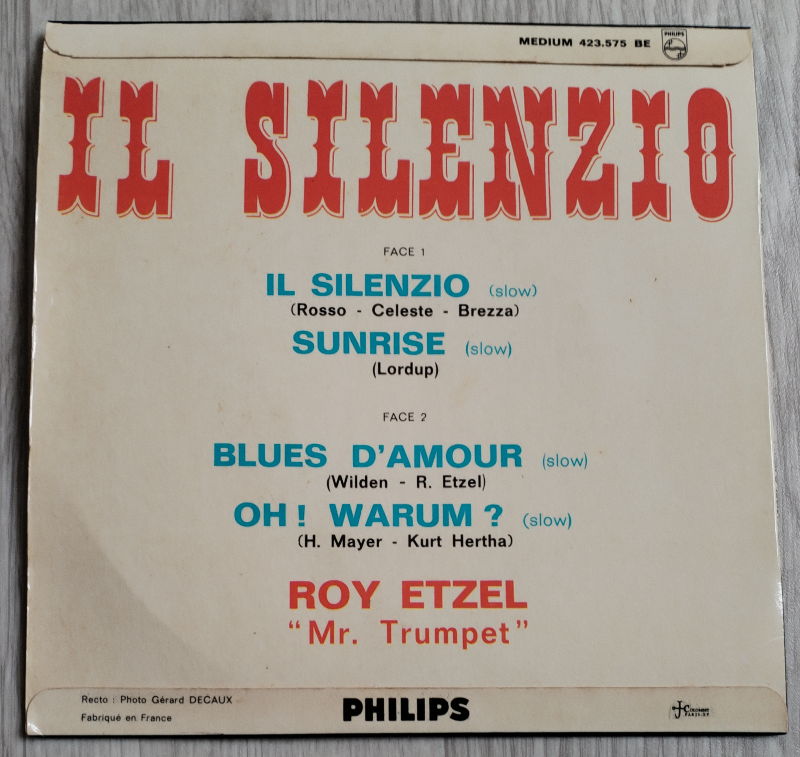 MEDIUM 423.575 BE
PHILIPS
IL SILENZIO
FACE 1
IL SILENZIO (slow)
(Rosso - Celeste - Brezza)
SUNRISE (slow)
(Lordup)
FACE 2
BLUES D'AMOUR (slow)
(Wilden - R. Etzel)
OH ! WARUM ? (slow)
(H. Mayer - Kurt Hertha)
ROY ETZEL
“Mr. Trumpet”
Recto : Photo Gérard DECAUX
Fabriqué en France
PHILIPS